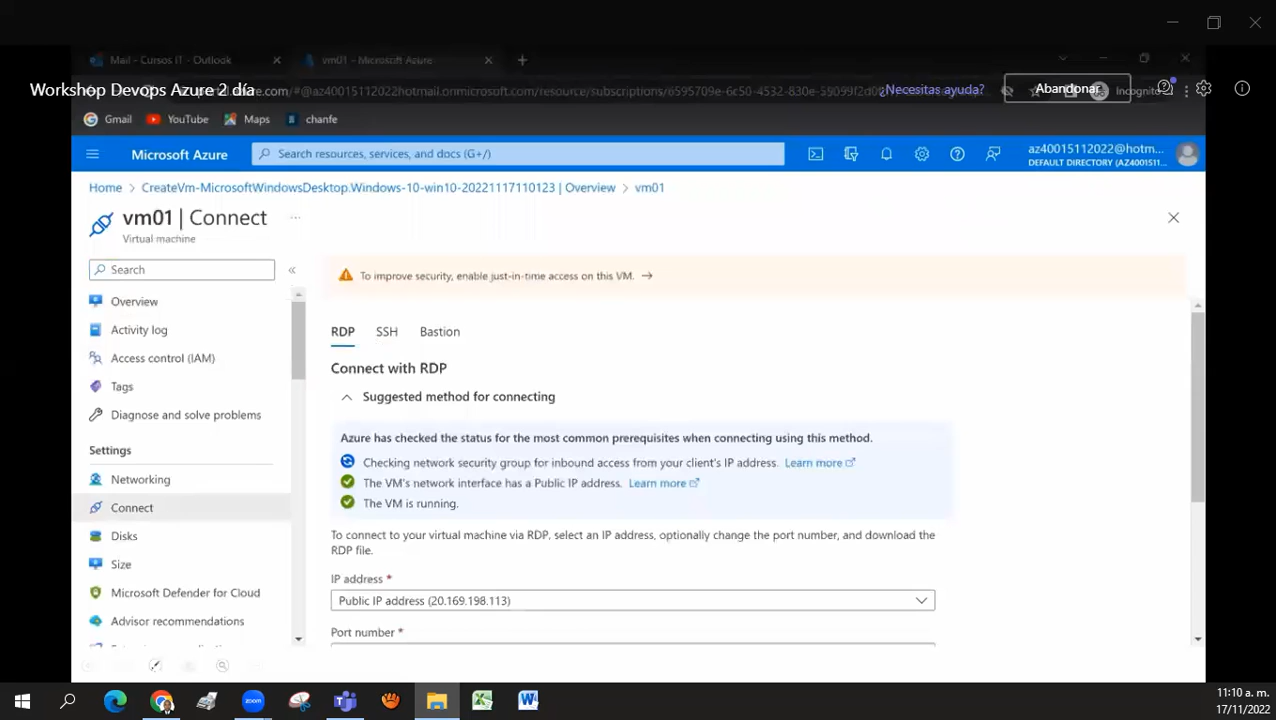 Mail - Cursos IT - Outlook
vm01 - Microsoft Azure
Workshop Devops Azure 2 día
¿Necesitas ayuda?
Abandonar
Incognito
Gmail
YouTube
Maps
chanfe
Microsoft Azure
Search resources, services, and docs (G+/)
az40015112022@hotm...
DEFAULT DIRECTORY (AZ400151...
Home > CreateVm-MicrosoftWindowsDesktop.Windows-10-win10-20221117110123 | Overview > vm01
vm01 | Connect ...
Virtual machine
Search
Overview
Activity log
Access control (IAM)
Tags
Diagnose and solve problems
Settings
Networking
Connect
Disks
Size
Microsoft Defender for Cloud
Advisor recommendations
To improve security, enable just-in-time access on this VM. →
RDP
SSH
Bastion
Connect with RDP
Suggested method for connecting
Azure has checked the status for the most common prerequisites when connecting using this method.
Checking network security group for inbound access from your client's IP address. Learn more
The VM's network interface has a Public IP address. Learn more
The VM is running.
To connect to your virtual machine via RDP, select an IP address, optionally change the port number, and download the
RDP file.
IP address *
Public IP address (20.169.198.113)
Port number *
zoom
11:10 a. m.
17/11/2022